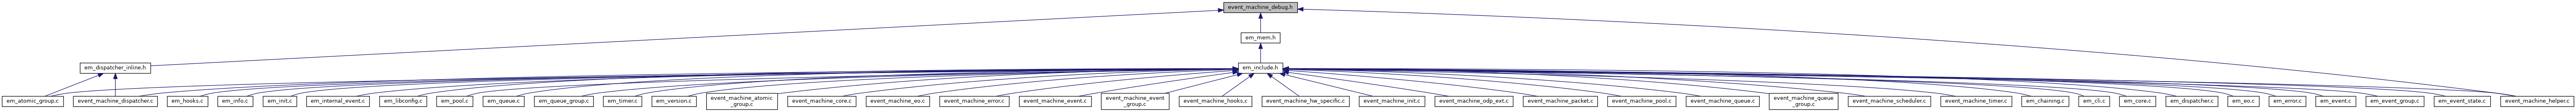 event_machine_debug.h
em_mem.h
em_dispatcher_inline.h
em_include.h
em_atomic_group.c
event_machine_dispatcher.c
em_hooks.c
em_info.c
em_init.c
em_internal_event.c
em_libconfig.c
em_pool.c
em_queue.c
em_queue_group.c
em_timer.c
em_version.c
event_machine_atomic
_group.c
event_machine_core.c
event_machine_eo.c
event_machine_error.c
event_machine_event.c
event_machine_event
_group.c
event_machine_hooks.c
event_machine_hw_specific.c
event_machine_init.c
event_machine_odp_ext.c
event_machine_packet.c
event_machine_pool.c
event_machine_queue.c
event_machine_queue
_group.c
event_machine_scheduler.c
event_machine_timer.c
em_chaining.c
em_cli.c
em_core.c
em_dispatcher.c
em_eo.c
em_error.c
em_event.c
em_event_group.c
em_event_state.c
event_machine_helper.c